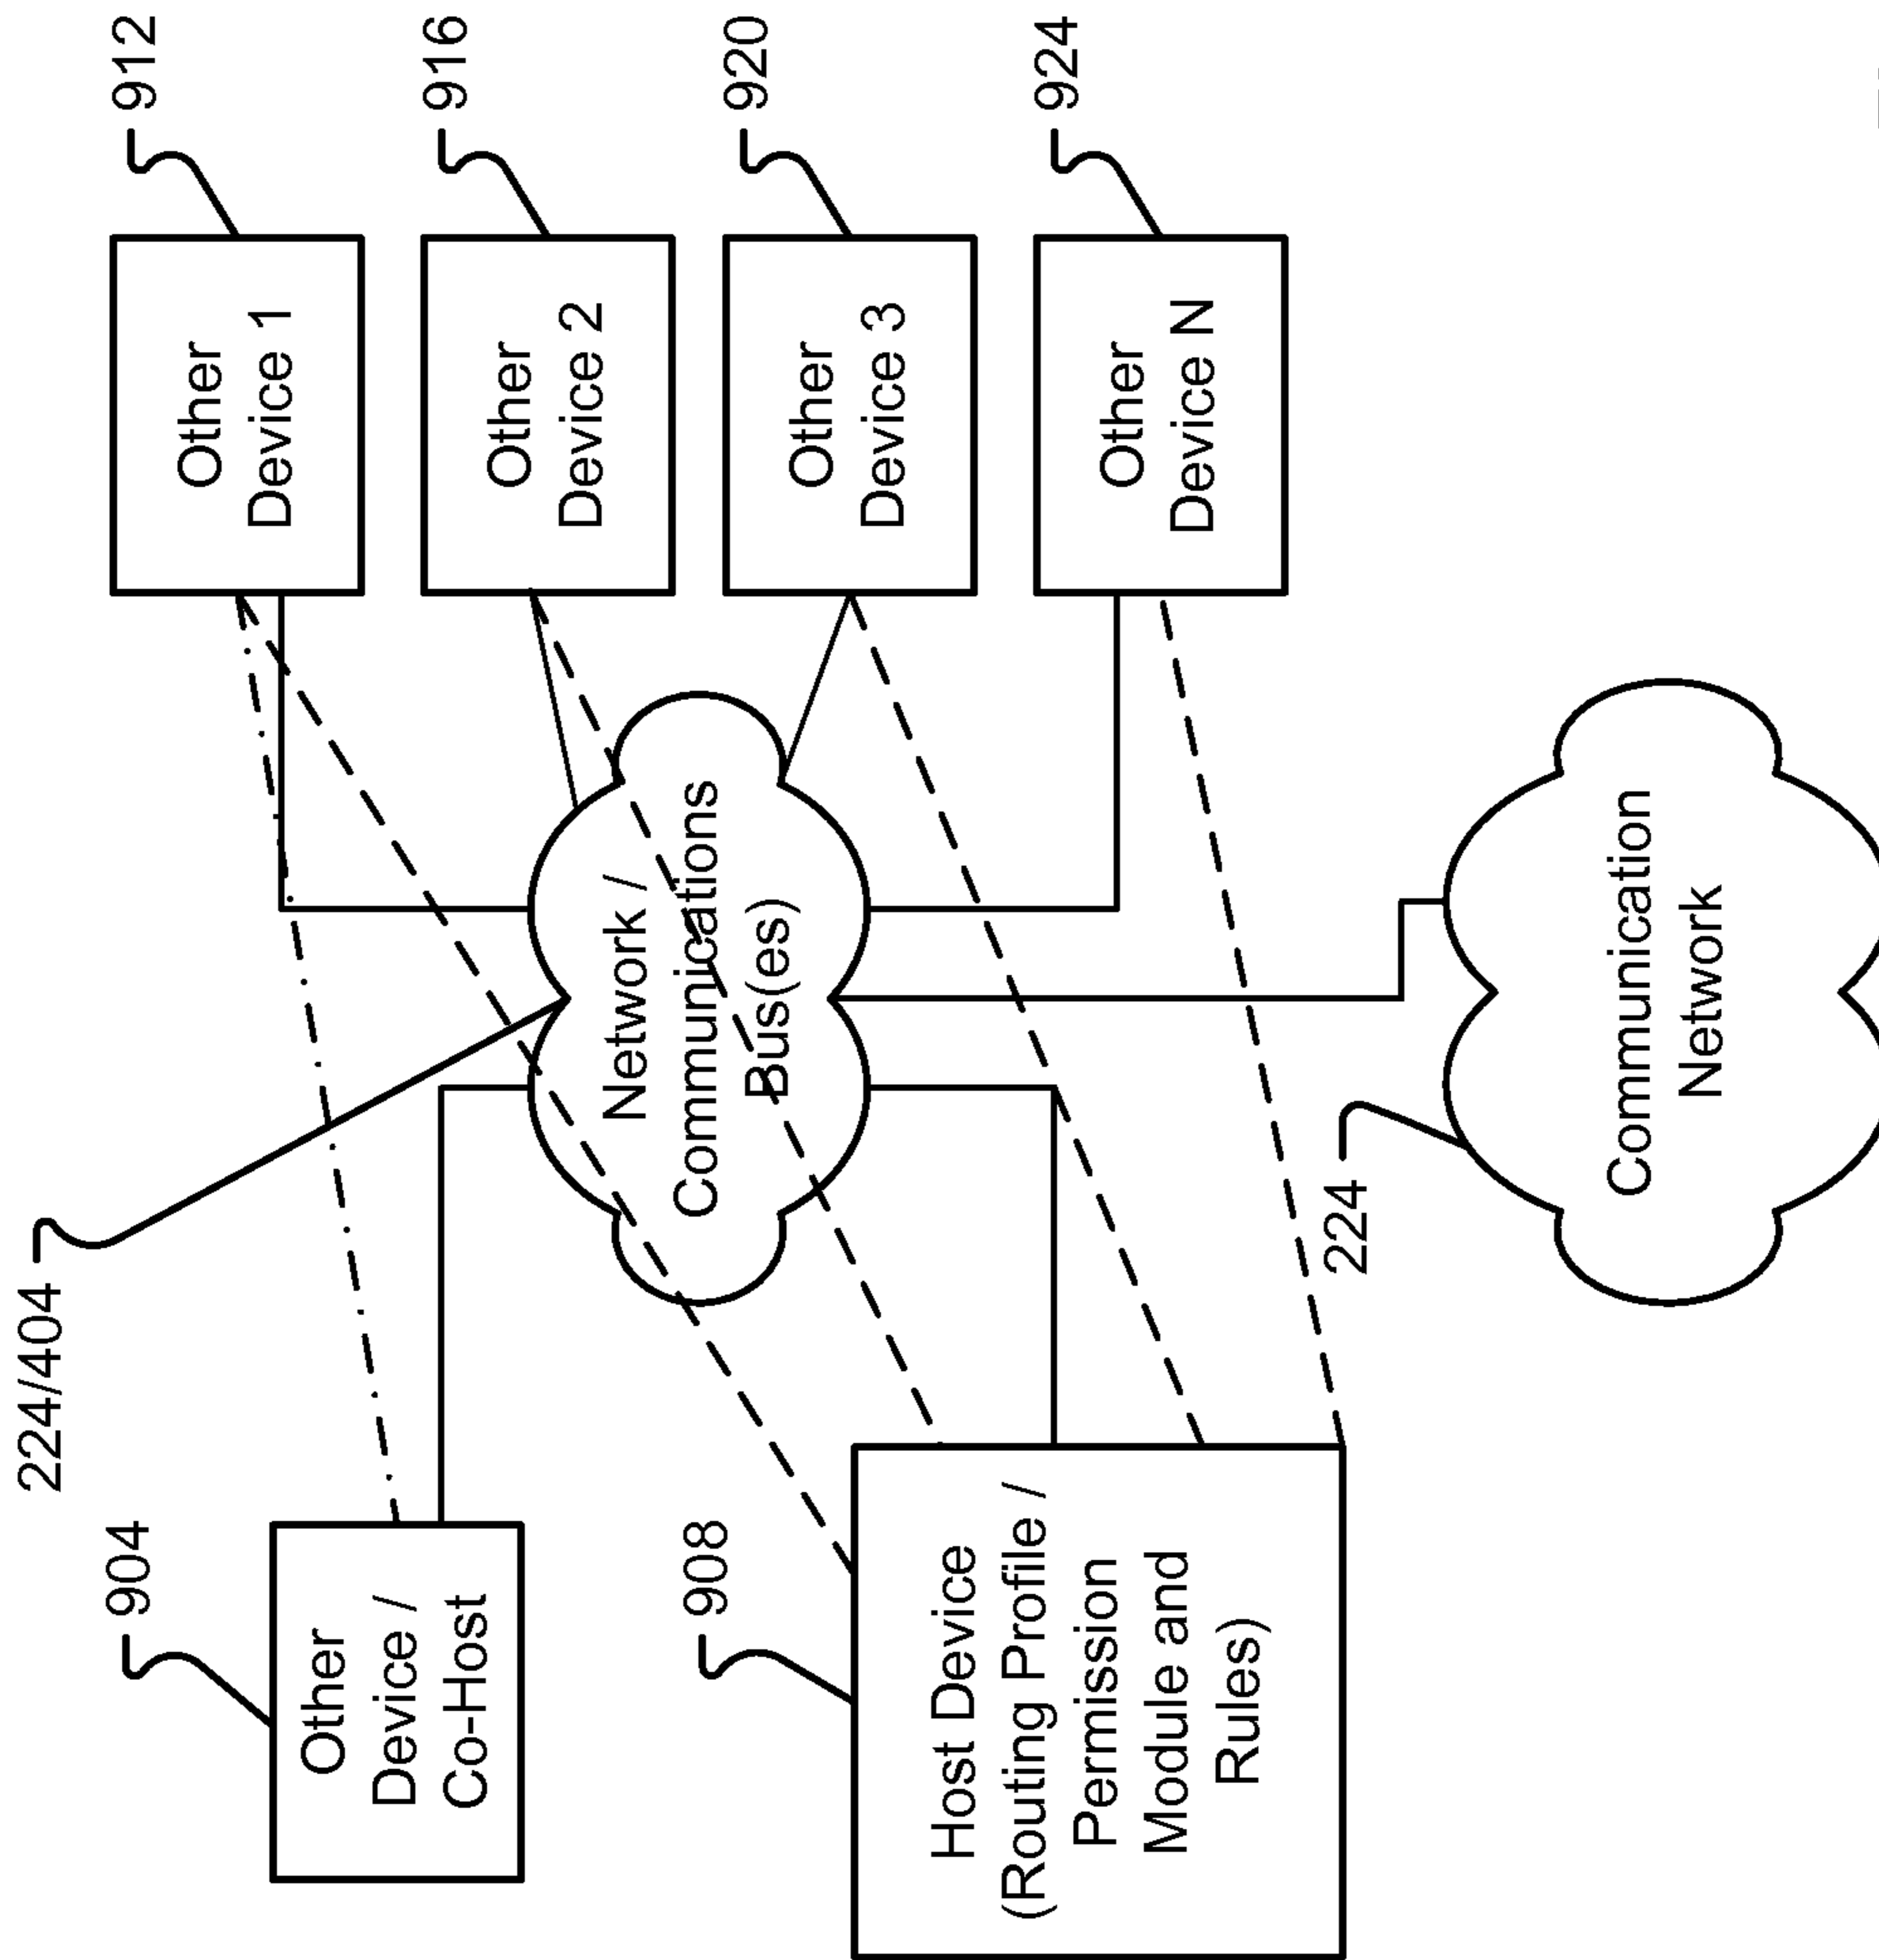 224/404
904
Other
Device /
Co-Host
908
Host Device
(Routing Profile /
Permission
Module and
Rules)
Network /
Communications
Bus(es)
912
Other
Device 1
916
Other
Device 2
920
Other
Device 3
924
Other
Device N
224
Communication
Network